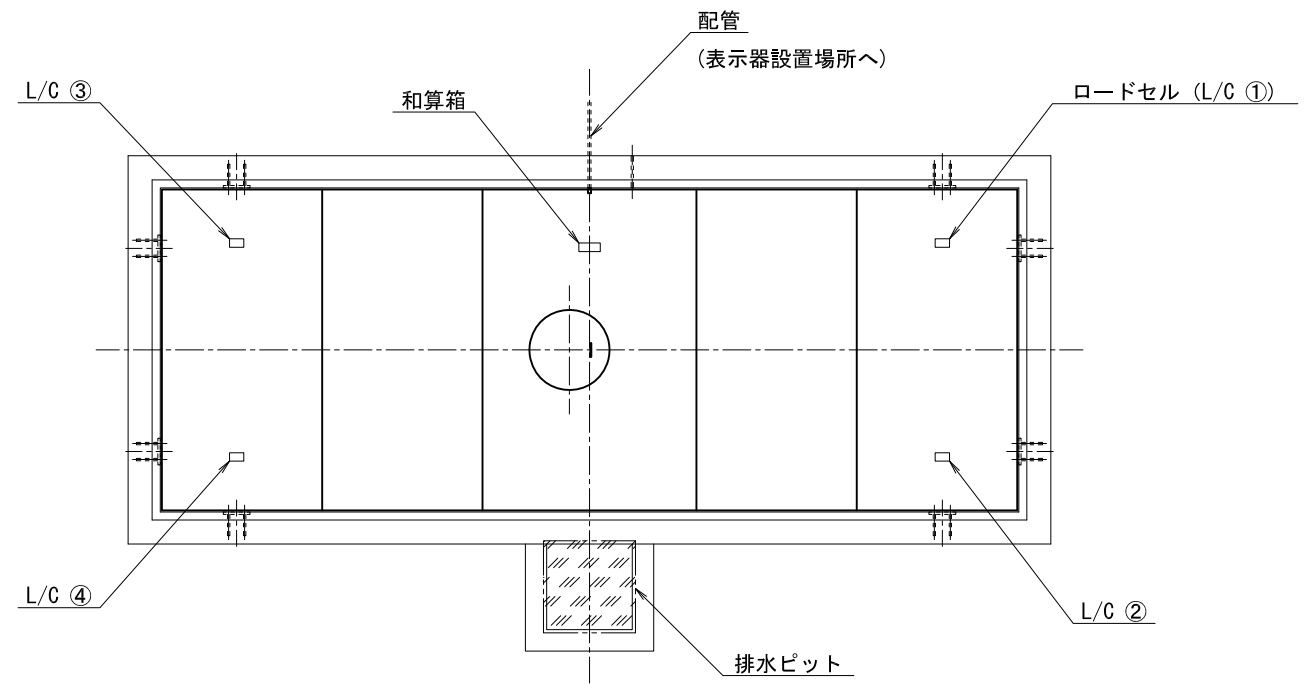 配管
(表示器設置場所へ)
L/C ③
和算箱
ロードセル (L/C ①)
L/C ④
L/C ②
排水ピット